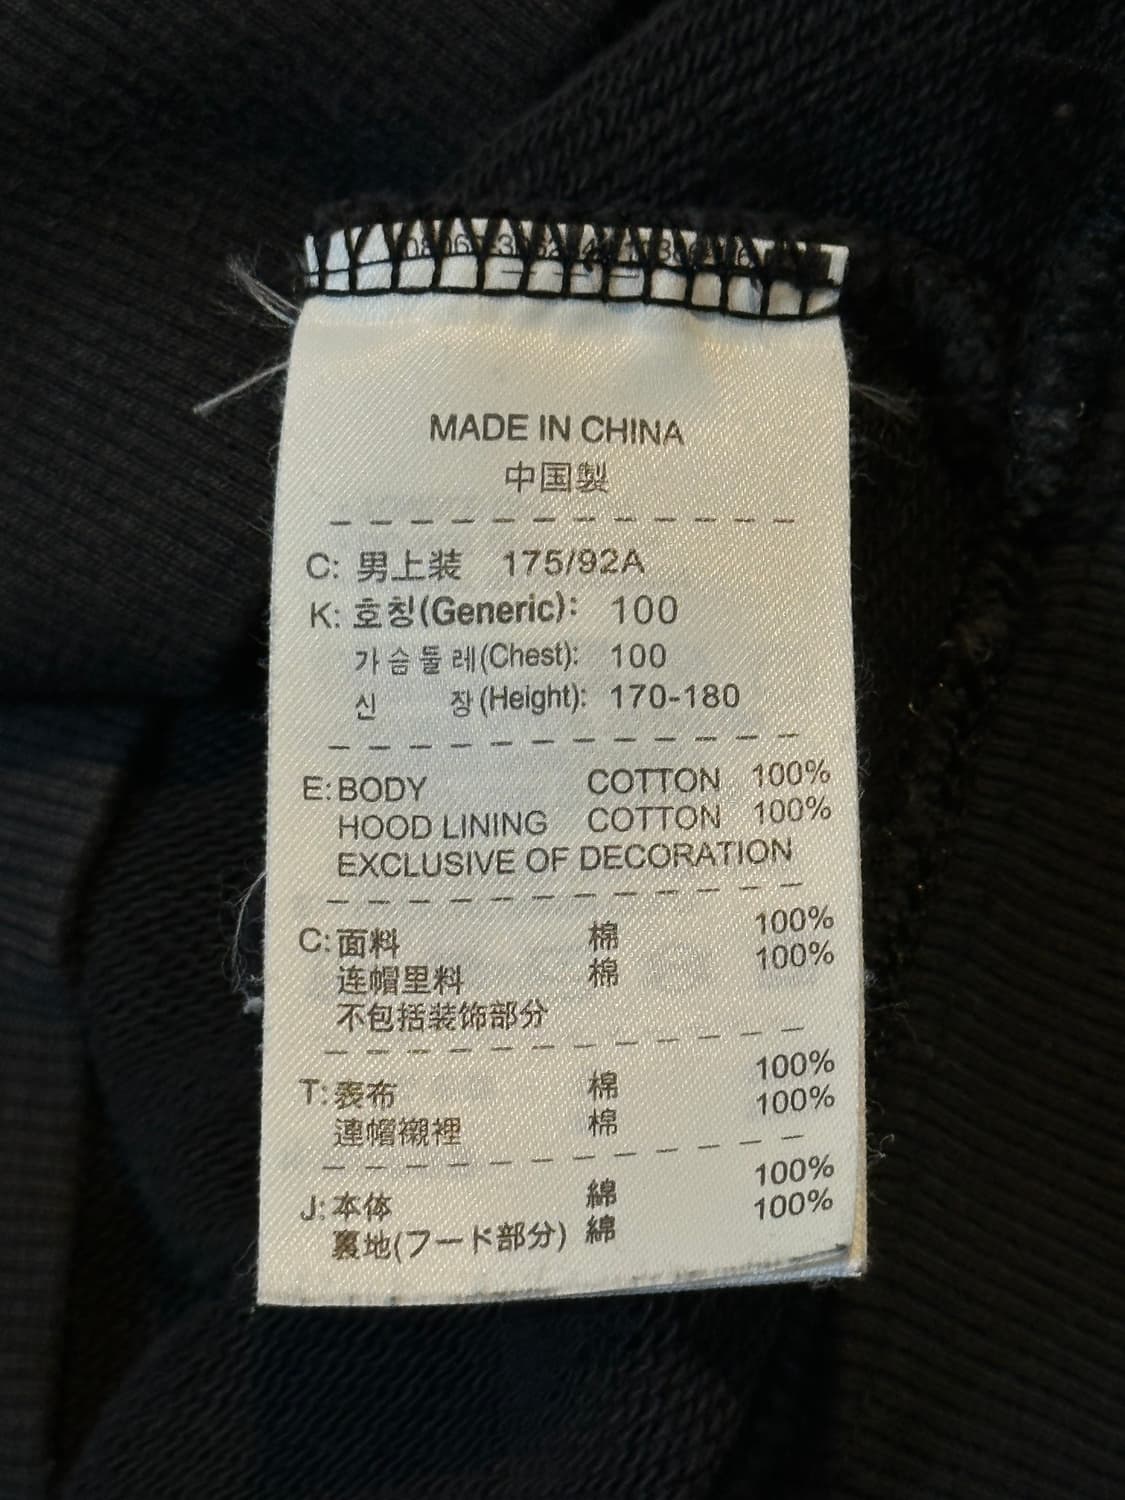 MADE IN CHINA
中国製
C: 男上装 175/92A
K: 호칭(Generic): 100
가슴둘레(Chest): 100
신 장(Height): 170-180
E: BODY COTTON 100%
HOOD LINING COTTON 100%
EXCLUSIVE OF DECORATION
C: 面料 棉 100%
连帽里料 棉 100%
不包括装饰部分
T: 表布 棉 100%
連帽襯裡 棉 100%
J: 本体 綿 100%
裏地(フード部分) 綿 100%